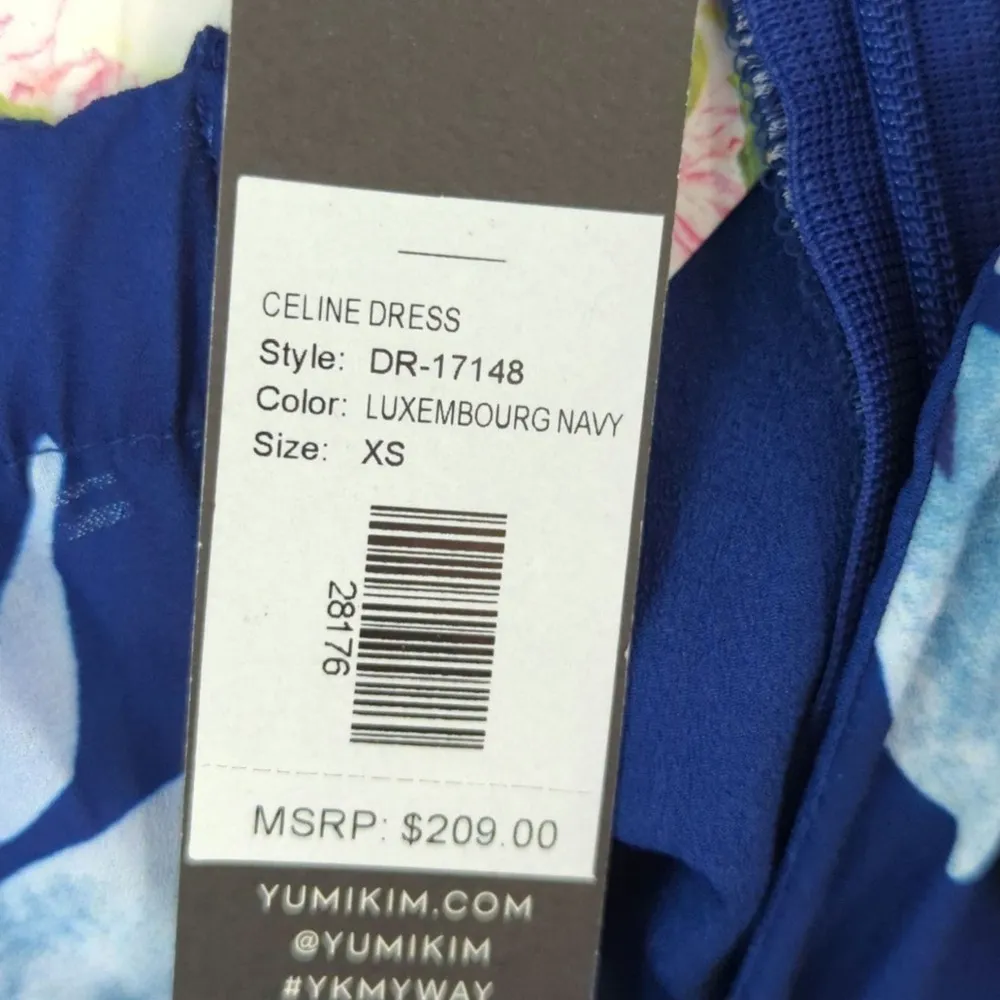 CELINE DRESS
Style: DR-17148
Color: LUXEMBOURG NAVY
Size: XS
28176
MSRP: $209.00
YUMIKIM.COM
@YUMIKIM
#YKMYWAY